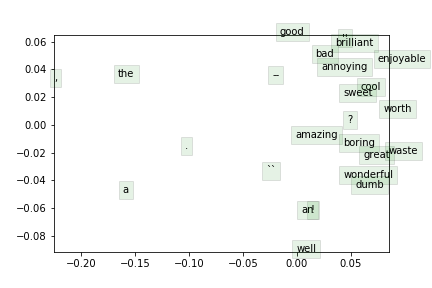 good
0.06
''
brilliant
bad
enjoyable
annoying
0.04
,
the
--
cool
sweet
0.02
worth
?
0.00
amazing
boring
.
waste
great
-0.02
``
wonderful
-0.04
a
dumb
-0.06
an
!
-0.08
well
-0.20
-0.15
-0.10
-0.05
0.00
0.05